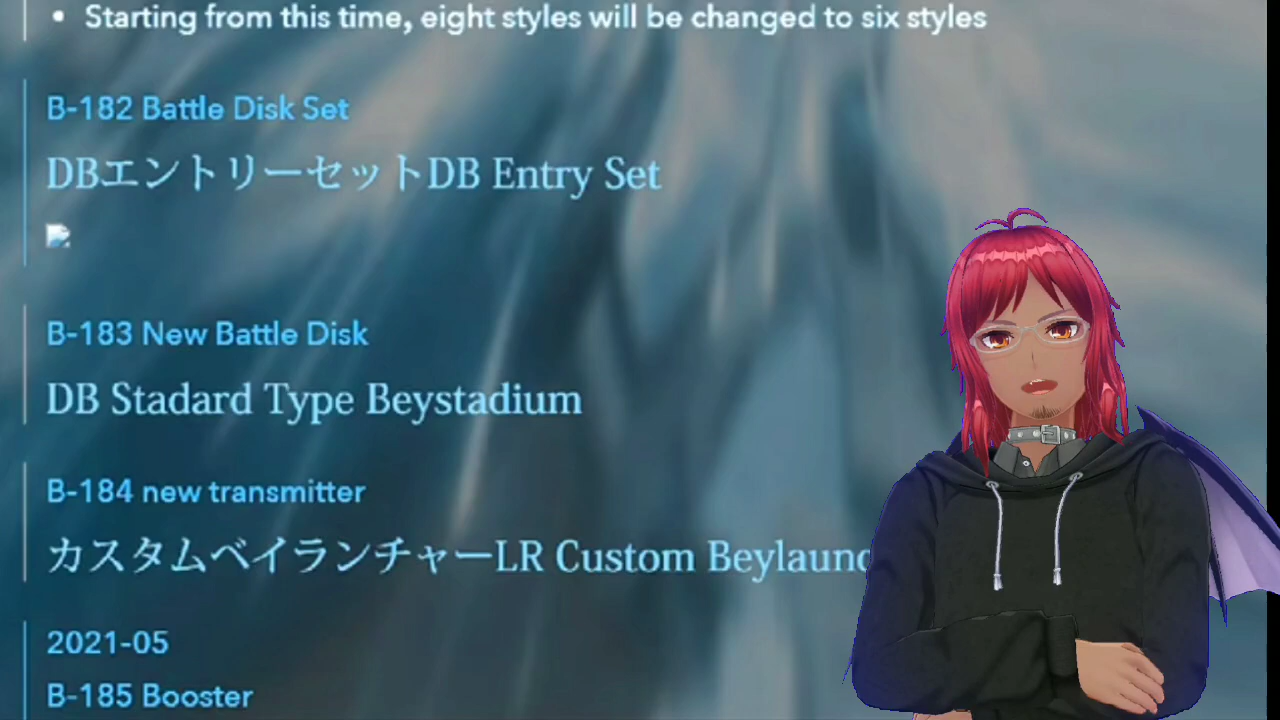 • Starting from this time, eight styles will be changed to six styles
B-182 Battle Disk Set
DBエントリーセットDB Entry Set
B-183 New Battle Disk
DB Stadard Type Beystadium
B-184 new transmitter
カスタムベイランチャーLR Custom Beylaunc
2021-05
B-185 Booster